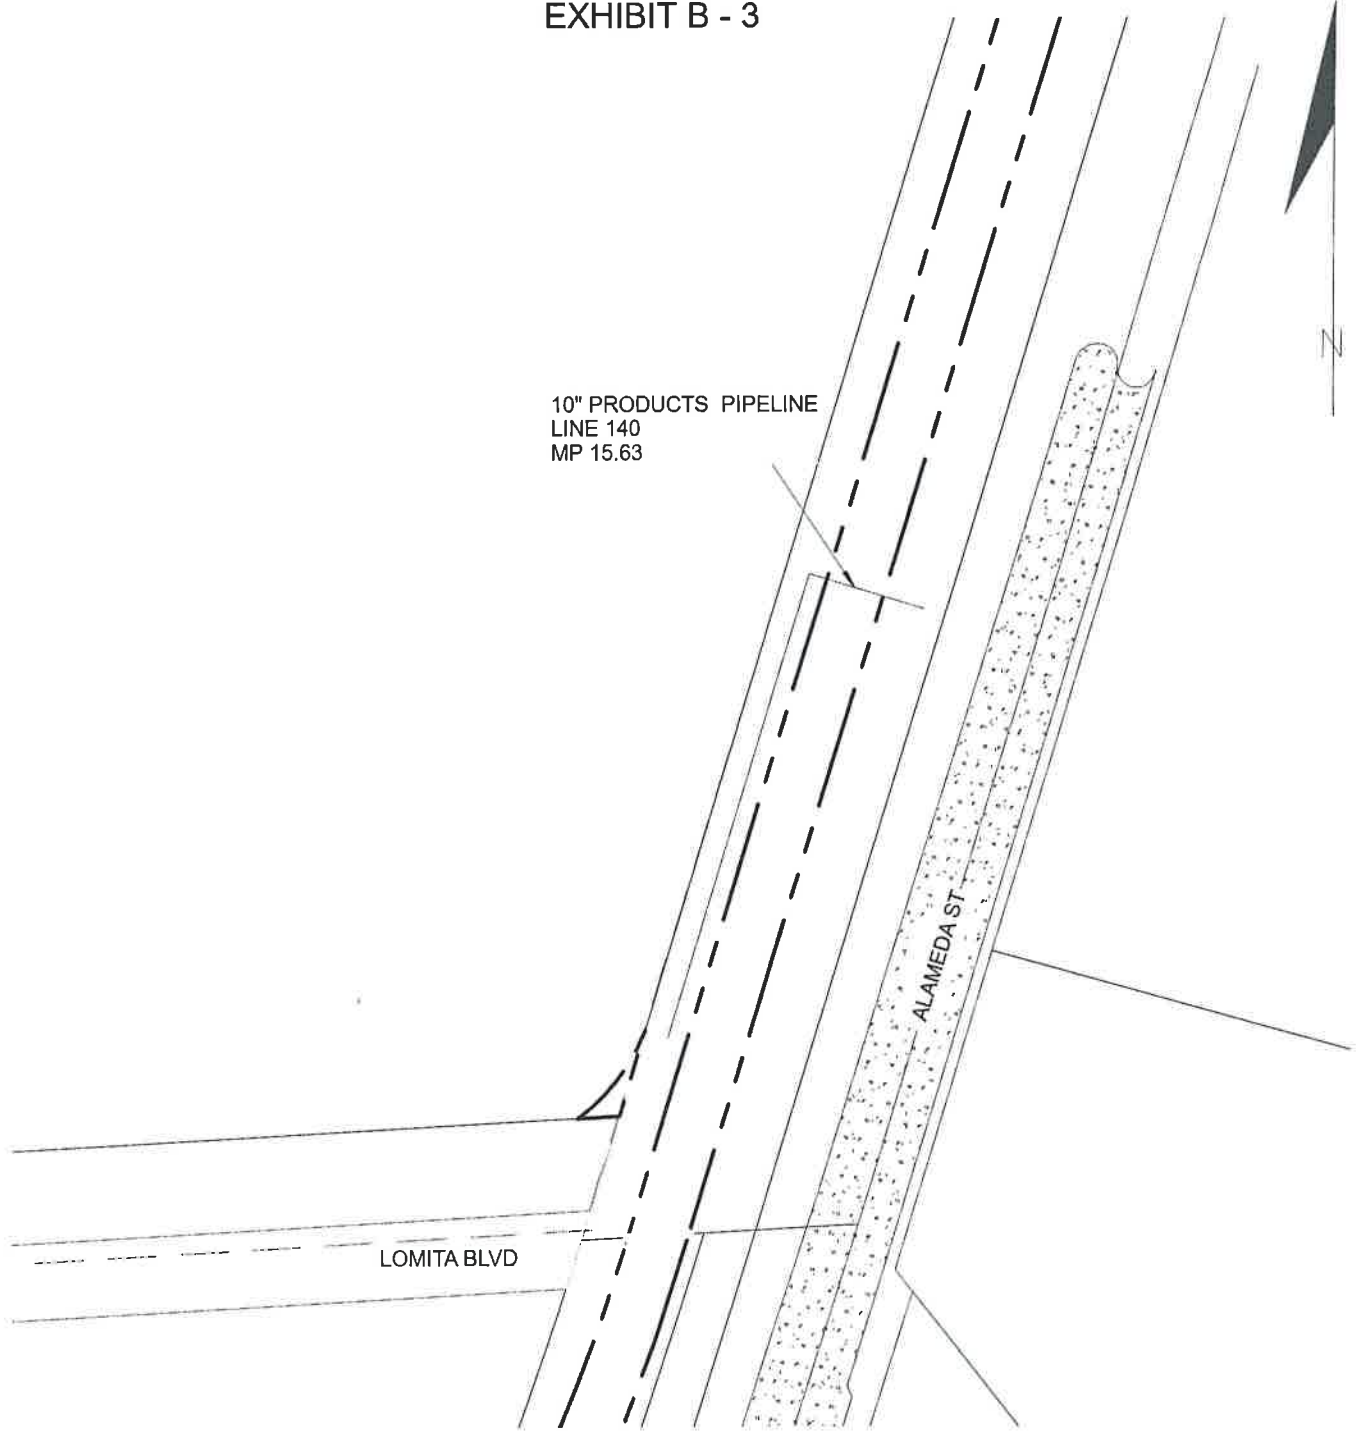 EXHIBIT B - 3
N
10" PRODUCTS PIPELINE
LINE 140
MP 15.63
ALAMEDA ST
LOMITA BLVD